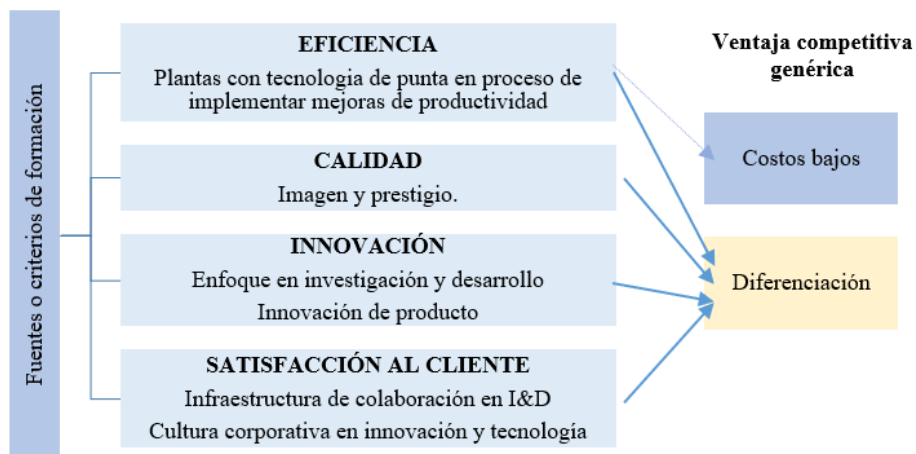 Fuentes o criterios de formación
EFICIENCIA
Plantas con tecnologia de punta en proceso de
implementar mejoras de productividad
CALIDAD
Imagen y prestigio.
INNOVACIÓN
Enfoque en investigación y desarrollo
Innovación de producto
SATISFACCIÓN AL CLIENTE
Infraestructura de colaboración en I&D
Cultura corporativa en innovación y tecnología
Ventaja competitiva
genérica
Costos bajos
Diferenciación